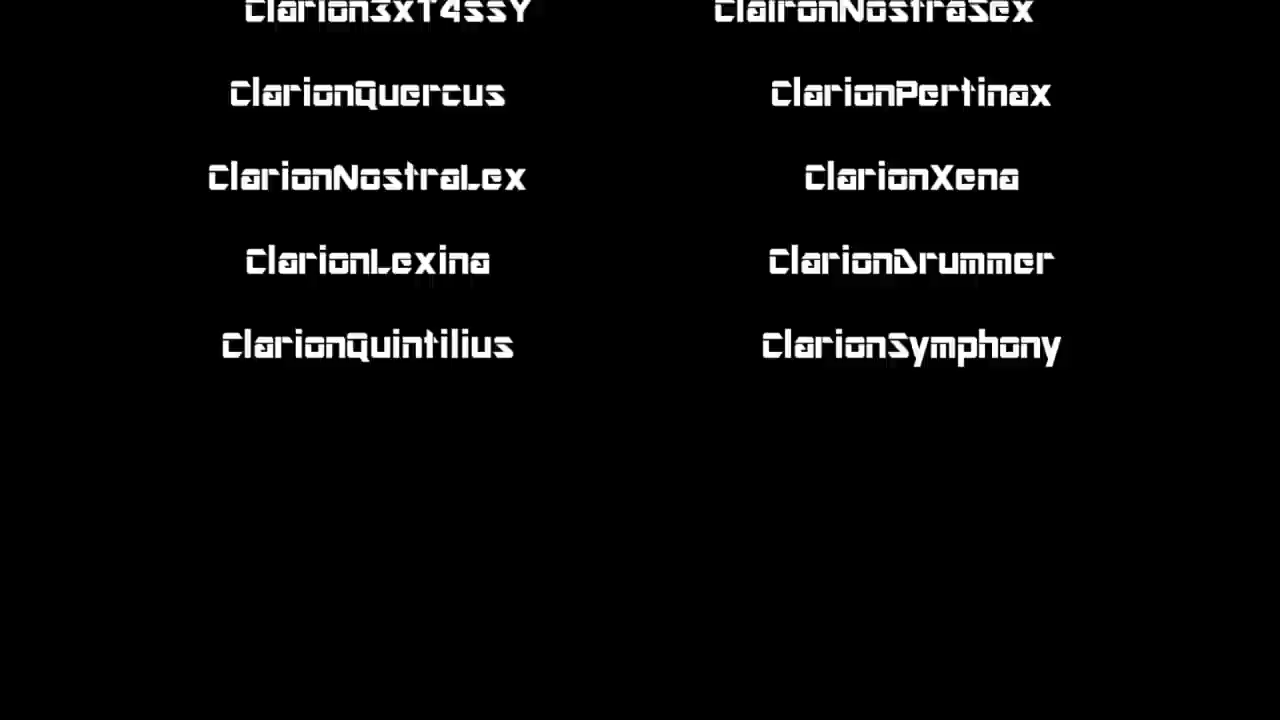 Clarion3xT4ssY ClaironNostraSex
ClarionQuercus ClarionPertinax
ClarionNostraLex ClarionXena
ClarionLexina ClarionDrummer
ClarionQuintilius ClarionSymphony